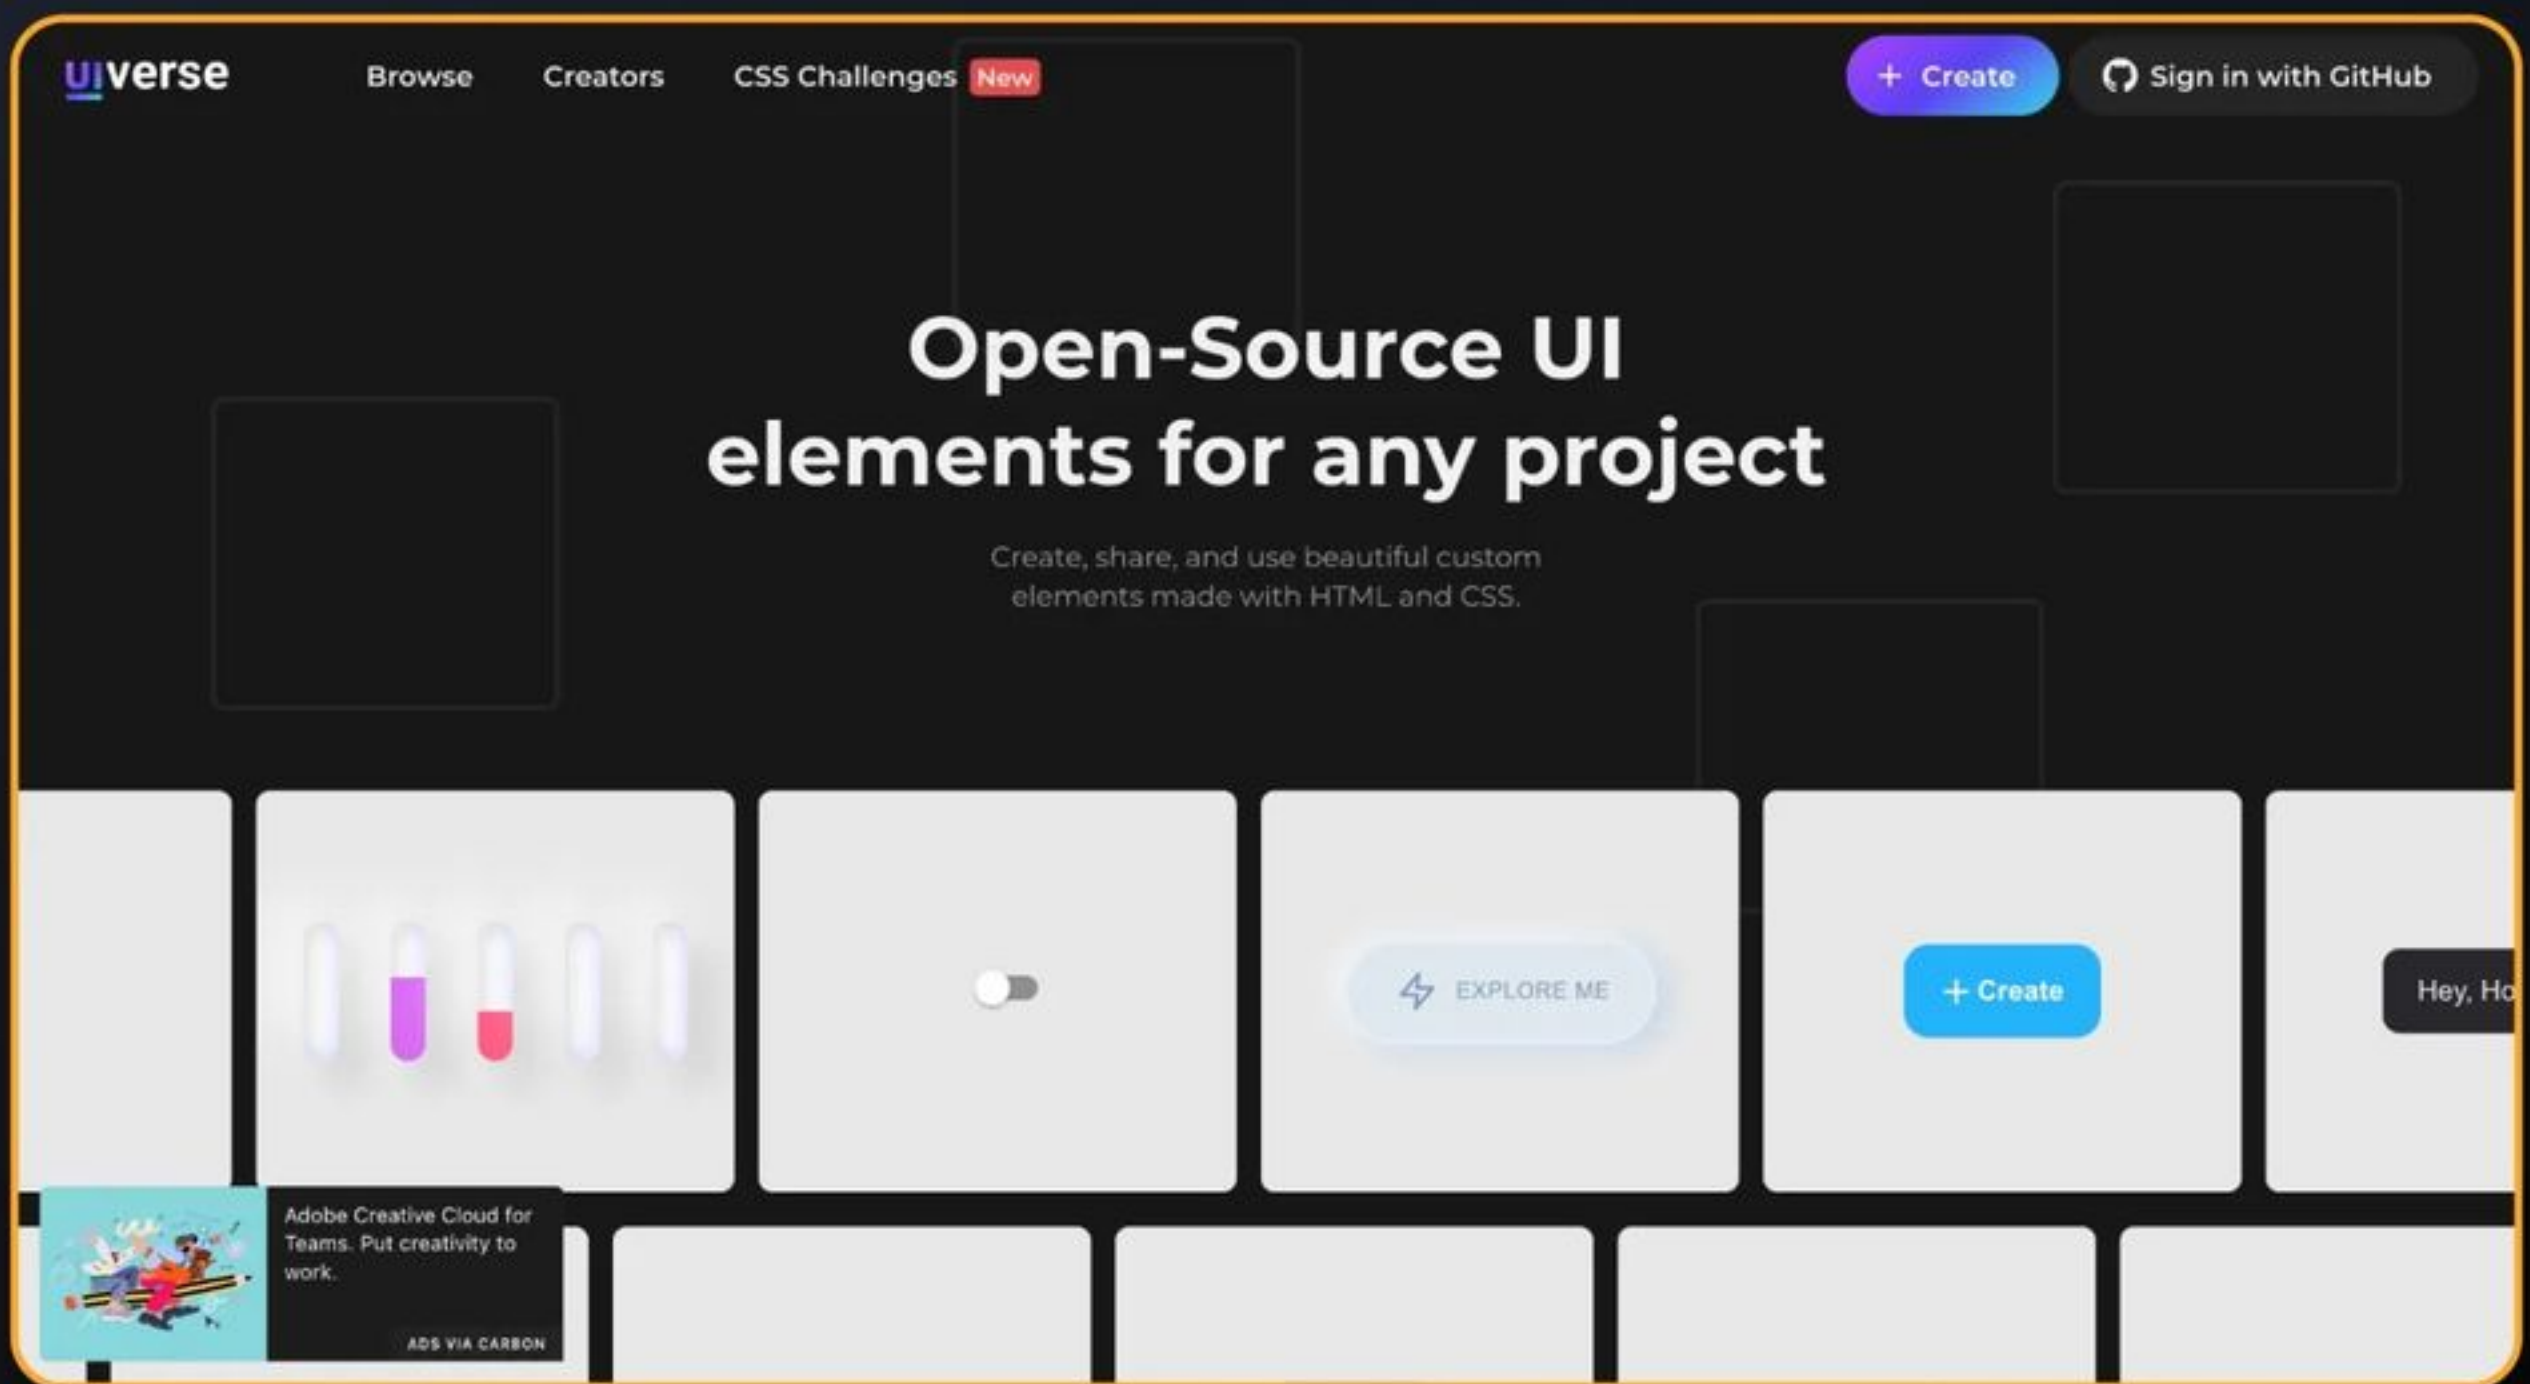 uiverse
Browse
Creators
CSS Challenges New
+ Create
Sign in with GitHub
Open-Source UI
elements for any project
Create, share, and use beautiful custom
elements made with HTML and CSS.
EXPLORE ME
+ Create
Hey, Ho
Adobe Creative Cloud for
Teams. Put creativity to
work.
ADS VIA CARBON